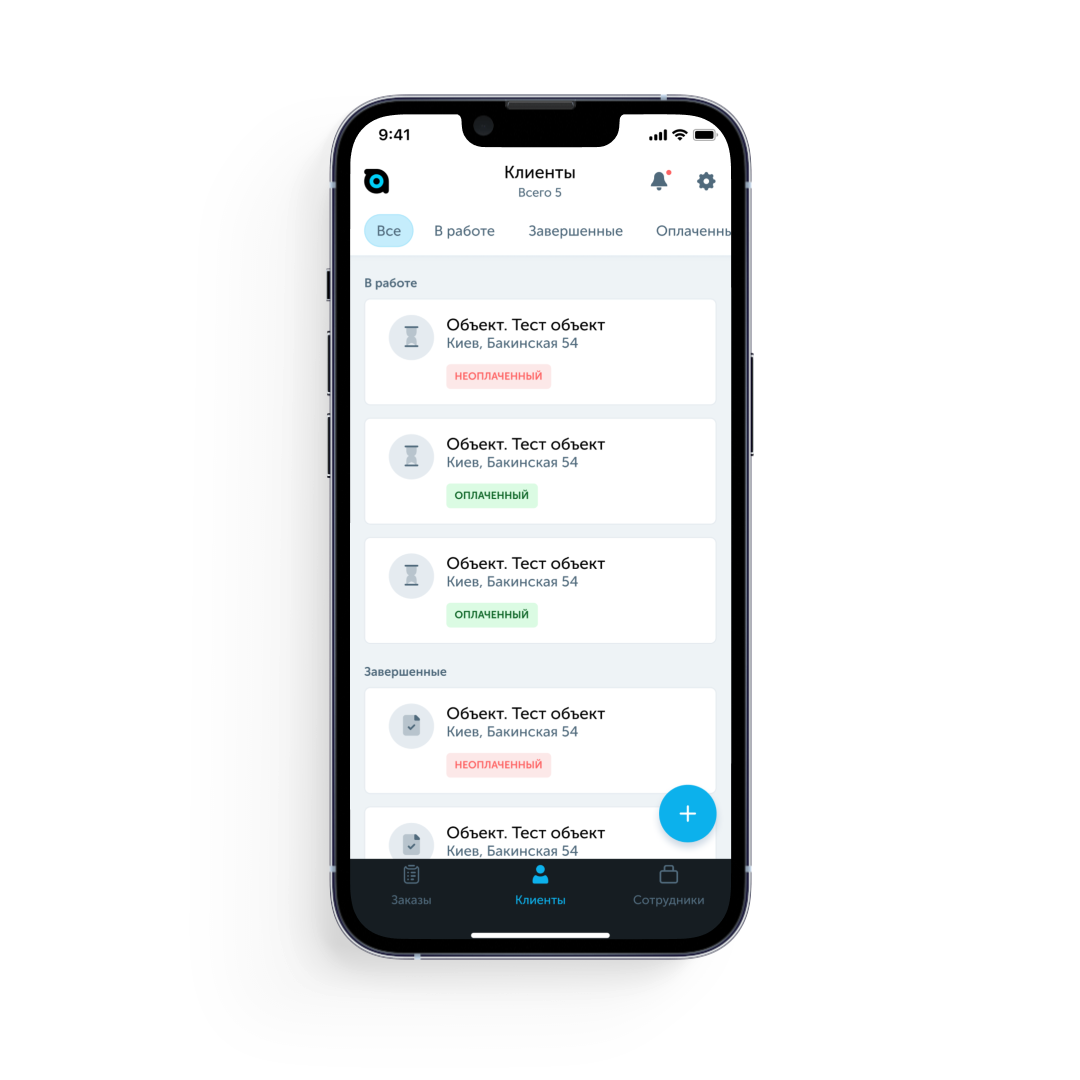 9:41
Клиенты
Всего 5
Все
В работе
Завершенные
Оплаченны
В работе
Объект. Тест объект
Киев, Бакинская 54
НЕОПЛАЧЕННЫЙ
Объект. Тест объект
Киев, Бакинская 54
ОПЛАЧЕННЫЙ
Объект. Тест объект
Киев, Бакинская 54
ОПЛАЧЕННЫЙ
Завершенные
Объект. Тест объект
Киев, Бакинская 54
НЕОПЛАЧЕННЫЙ
Объект. Тест объект
Киев, Бакинская 54
Заказы
Клиенты
Сотрудники